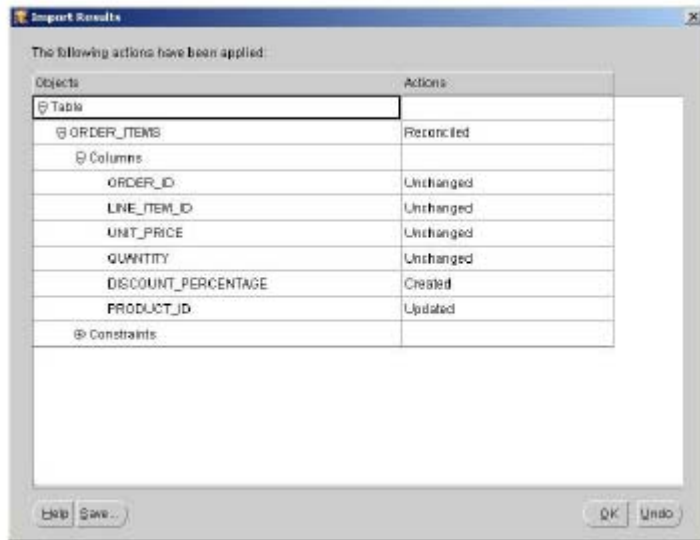 Import Results
The following actions have been applied:
Objects Actions
Table
ORDER_ITEMS Reconciled
Columns
ORDER_ID Unchanged
LINE_ITEM_ID Unchanged
UNIT_PRICE Unchanged
QUANTITY Unchanged
DISCOUNT_PERCENTAGE Created
PRODUCT_ID Updated
Constraints
Help Save... OK Undo